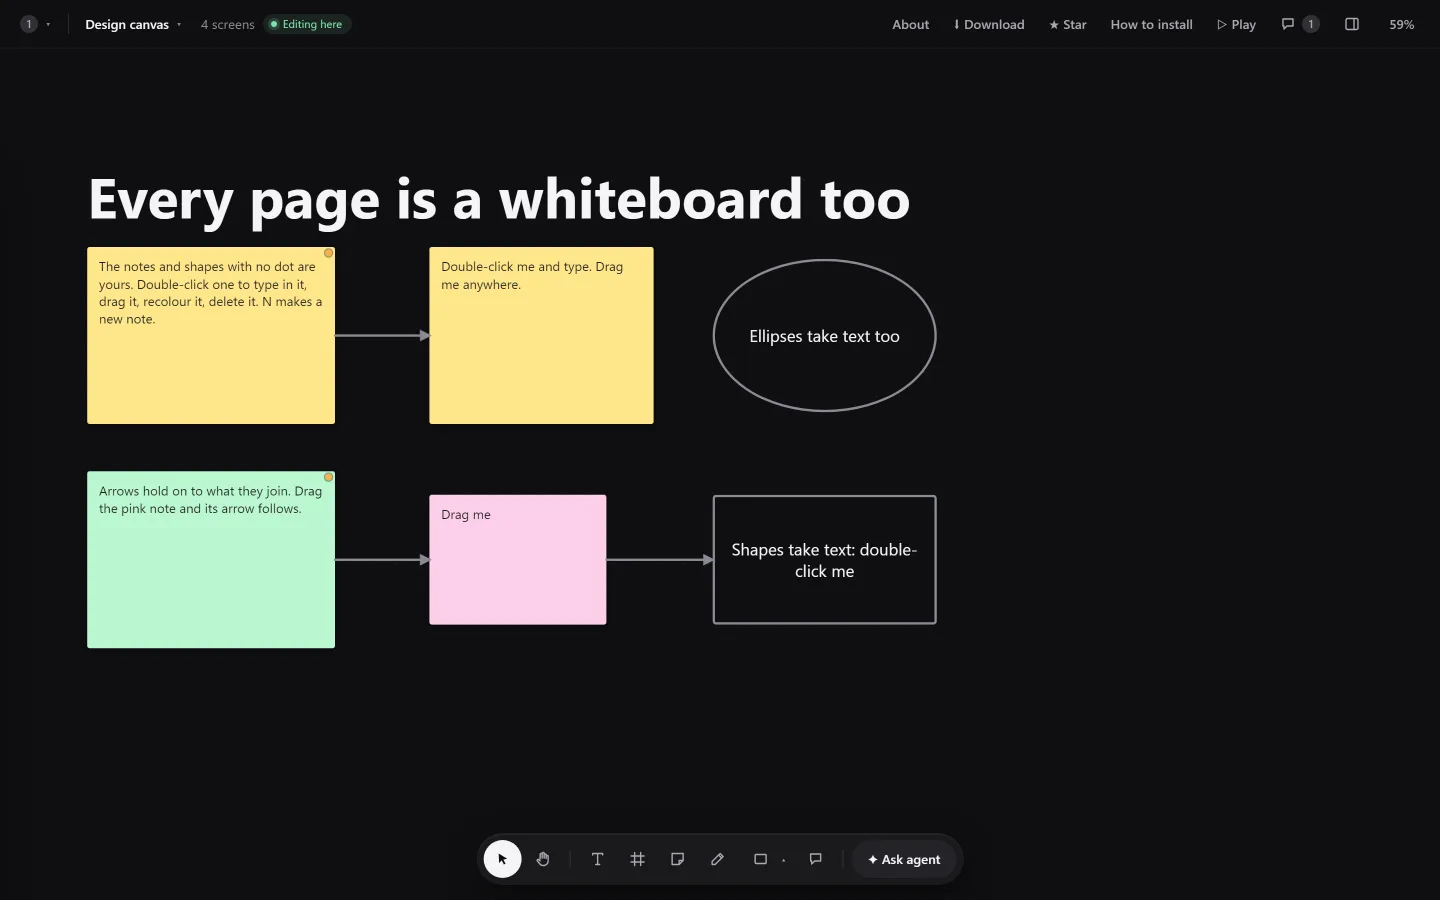 1
Design canvas
4 screens
Editing here
About
Download
Star
How to install
Play
1
59%
Every page is a whiteboard too
The notes and shapes with no dot are
yours. Double-click one to type in it,
drag it, recolour it, delete it. N makes a
new note.
Double-click me and type. Drag
me anywhere.
Ellipses take text too
Arrows hold on to what they join. Drag
the pink note and its arrow follows.
Drag me
Shapes take text: double-
click me
Ask agent